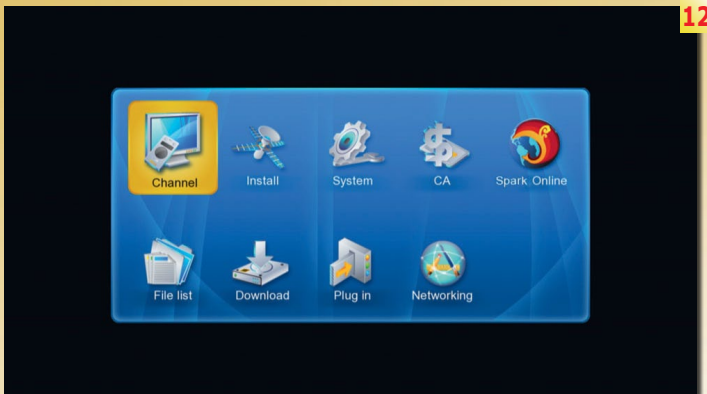 12
Channel
Install
System
CA
Spark Online
File list
Download
Plug in
Networking